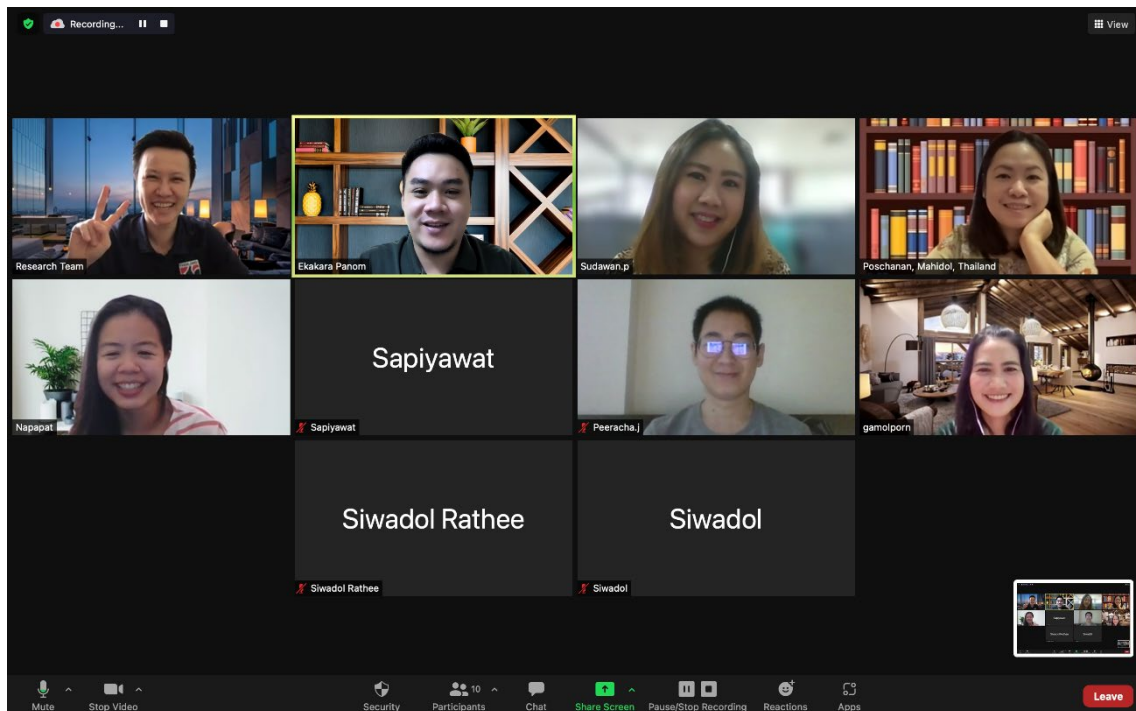 Recording...
View
Research Team
Ekakara Panom
Sudawan.p
Poschanan, Mahidol, Thailand
Napapat
Sapiyawat
Sapiyawat
Peeracha.j
gamolporn
Siwadol Rathee
Siwadol
Siwadol Rathee
Siwadol
Mute
Stop Video
Security
10
Participants
Chat
Share Screen
Pause/Stop Recording
Reactions
Apps
Leave